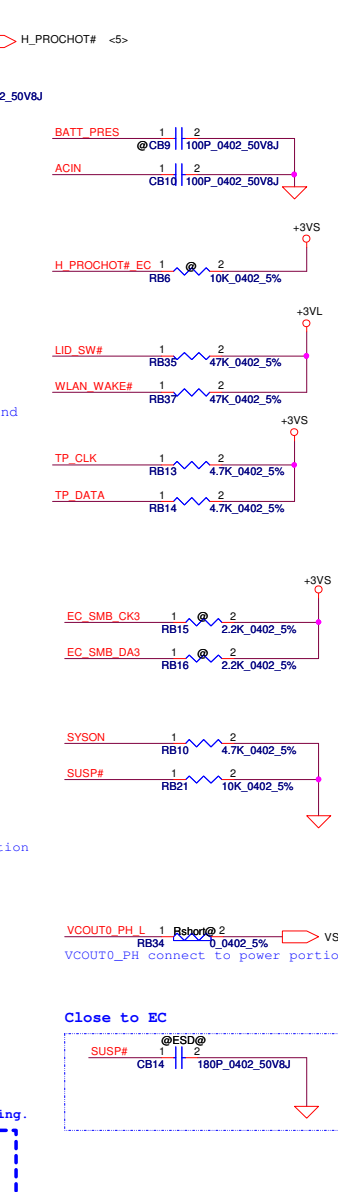 H_PROCHOT# <5>
2_50V8J
BATT_PRES 1 2
@CB9 100P_0402_50V8J
ACIN 1 2
CB10 100P_0402_50V8J
+3VS
H_PROCHOT#_EC 1 @ 2
RB6 10K_0402_5%
+3VL
LID_SW# 1 2
RB35 47K_0402_5%
WLAN_WAKE# 1 2
RB37 47K_0402_5%
nd
+3VS
TP_CLK 1 2
RB13 4.7K_0402_5%
TP_DATA 1 2
RB14 4.7K_0402_5%
+3VS
EC_SMB_CK3 1 @ 2
RB15 2.2K_0402_5%
EC_SMB_DA3 1 @ 2
RB16 2.2K_0402_5%
SYSON 1 2
RB10 4.7K_0402_5%
SUSP# 1 2
RB21 10K_0402_5%
tion
VCOUT0_PH_L 1 Rshort@ 2 VS
RB34 0_0402_5%
VCOUT0_PH connect to power portio
Close to EC
@ESD@
SUSP# 1 2
CB14 180P_0402_50V8J
ing.